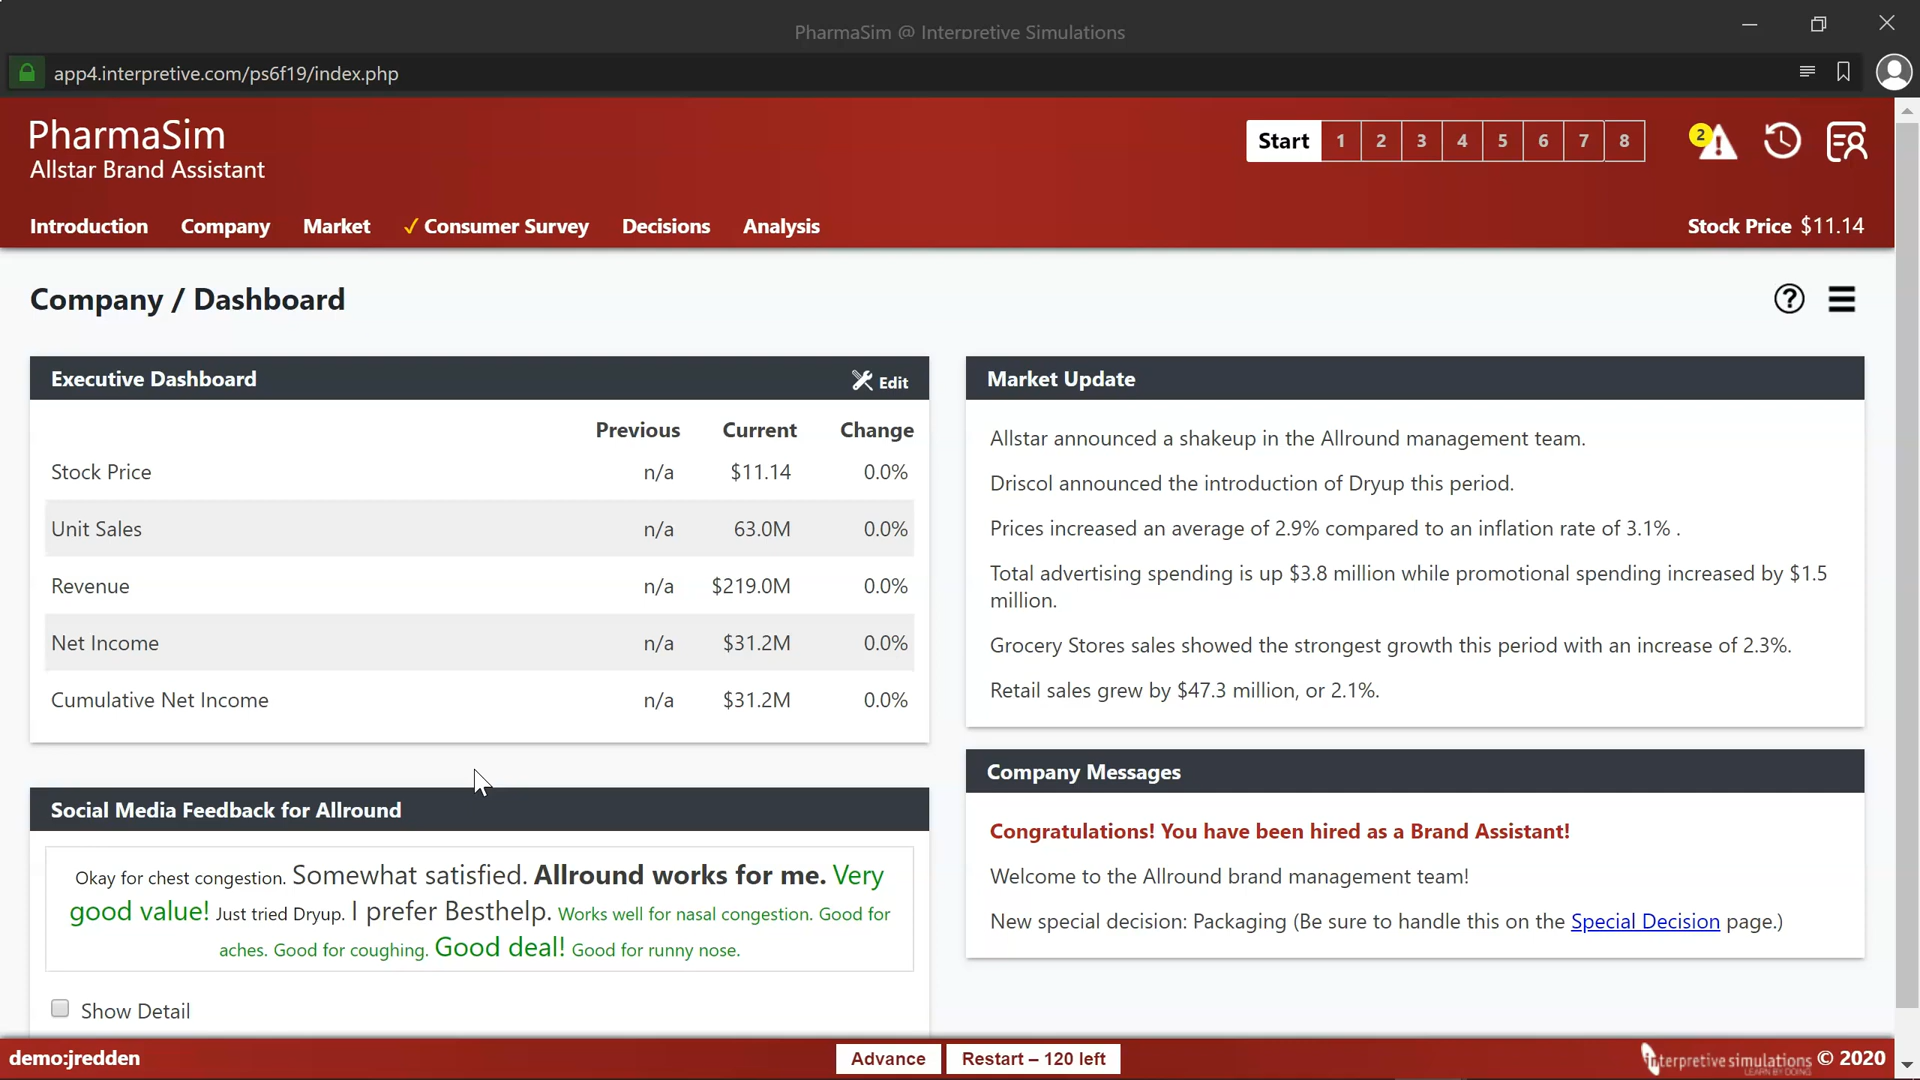 PharmaSim @ Interpretive Simulations
app4.interpretive.com/ps6f19/index.php
PharmaSim
Allstar Brand Assistant
Start 1 2 3 4 5 6 7 8
2
Introduction Company Market ✓ Consumer Survey Decisions Analysis
Stock Price $11.14
Company / Dashboard
Executive Dashboard
Edit
Previous Current Change
Stock Price n/a $11.14 0.0%
Unit Sales n/a 63.0M 0.0%
Revenue n/a $219.0M 0.0%
Net Income n/a $31.2M 0.0%
Cumulative Net Income n/a $31.2M 0.0%
Social Media Feedback for Allround
Okay for chest congestion. Somewhat satisfied. Allround works for me. Very
good value! Just tried Dryup. I prefer Besthelp. Works well for nasal congestion. Good for
aches. Good for coughing. Good deal! Good for runny nose.
Show Detail
Market Update
Allstar announced a shakeup in the Allround management team.
Driscol announced the introduction of Dryup this period.
Prices increased an average of 2.9% compared to an inflation rate of 3.1% .
Total advertising spending is up $3.8 million while promotional spending increased by $1.5
million.
Grocery Stores sales showed the strongest growth this period with an increase of 2.3%.
Retail sales grew by $47.3 million, or 2.1%.
Company Messages
Congratulations! You have been hired as a Brand Assistant!
Welcome to the Allround brand management team!
New special decision: Packaging (Be sure to handle this on the Special Decision page.)
demo:jredden
Advance
Restart – 120 left
interpretive simulations © 2020
LEARN BY DOING